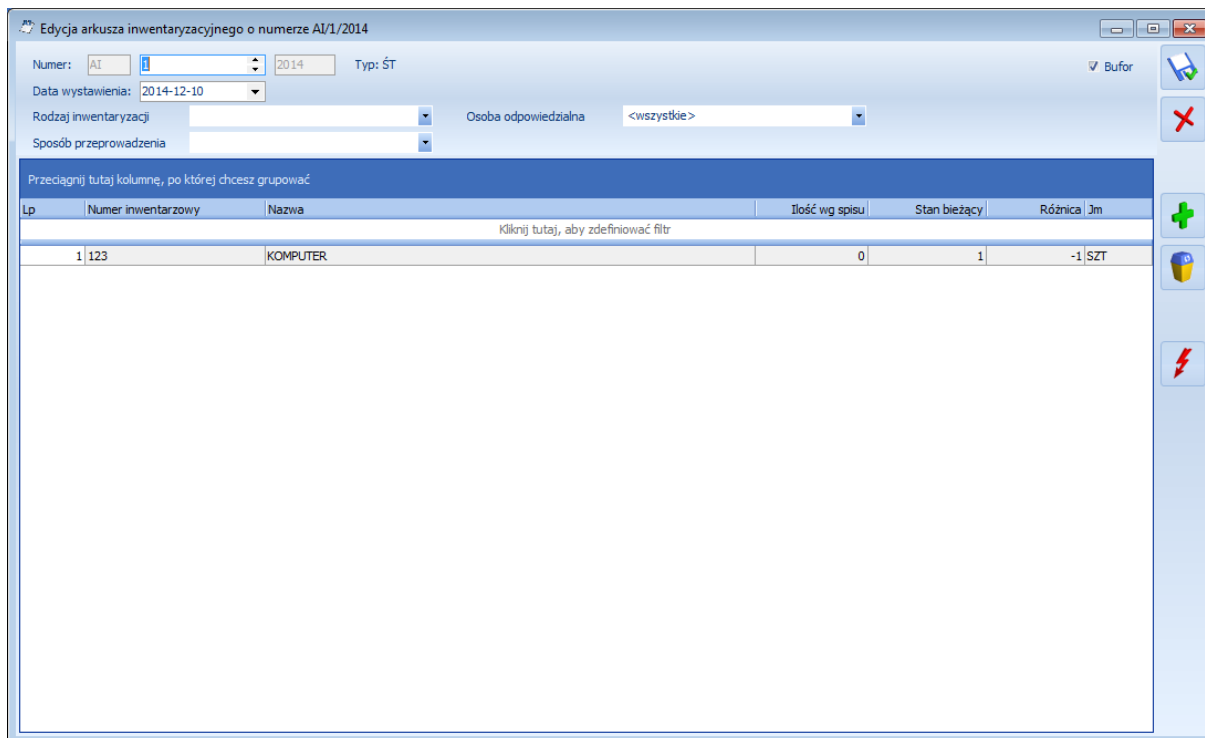 Edycja arkusza inwentaryzacyjnego o numerze AI/1/2014
Numer: AI 1 2014 Typ: ŚT Bufor
Data wystawienia: 2014-12-10
Rodzaj inwentaryzacji Osoba odpowiedzialna <wszystkie>
Sposób przeprowadzenia
Przeciągnij tutaj kolumnę, po której chcesz grupować
Lp Numer inwentarzowy Nazwa Ilość wg spisu Stan bieżący Różnica Jm
Kliknij tutaj, aby zdefiniować filtr
1 123 KOMPUTER 0 1 -1 SZT